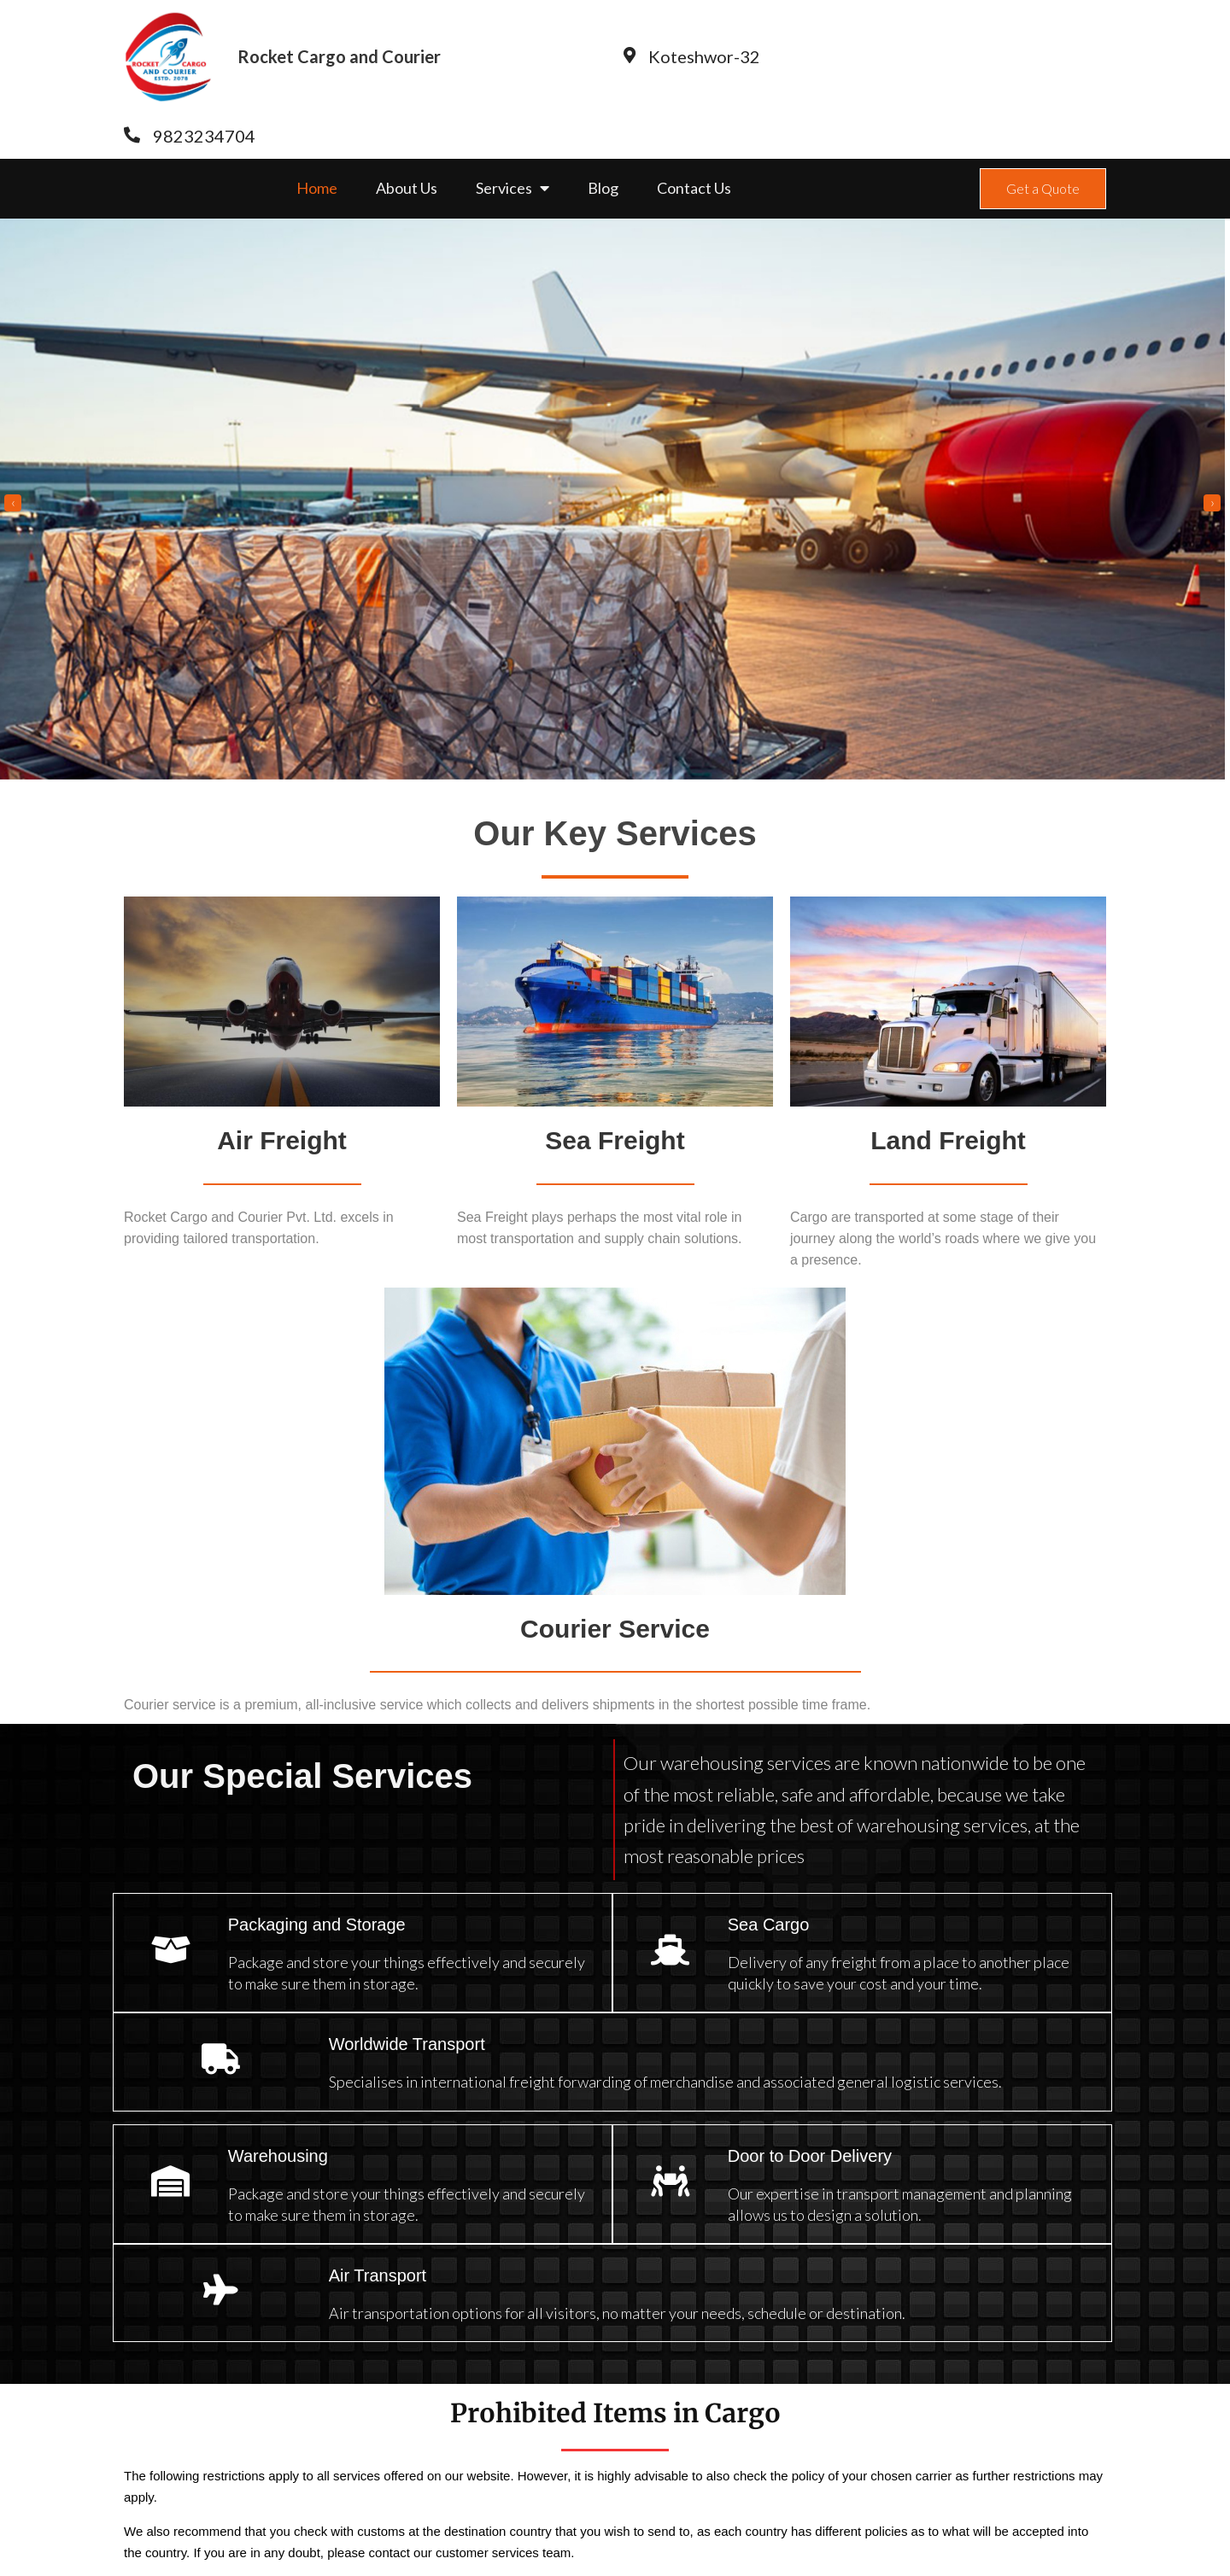 ROCKET CARGO
AND COURIER
ESTD. 2078
Rocket Cargo and Courier
Koteshwor-32
9823234704
Home
About Us
Services
Blog
Contact Us
Get a Quote
‹
›
Our Key Services
Air Freight
Rocket Cargo and Courier Pvt. Ltd. excels in
providing tailored transportation.
Sea Freight
Sea Freight plays perhaps the most vital role in
most transportation and supply chain solutions.
Land Freight
Cargo are transported at some stage of their
journey along the world’s roads where we give you
a presence.
Courier Service
Courier service is a premium, all-inclusive service which collects and delivers shipments in the shortest possible time frame.
Our Special Services
Our warehousing services are known nationwide to be one
of the most reliable, safe and affordable, because we take
pride in delivering the best of warehousing services, at the
most reasonable prices
Packaging and Storage
Package and store your things effectively and securely
to make sure them in storage.
Sea Cargo
Delivery of any freight from a place to another place
quickly to save your cost and your time.
Worldwide Transport
Specialises in international freight forwarding of merchandise and associated general logistic services.
Warehousing
Package and store your things effectively and securely
to make sure them in storage.
Door to Door Delivery
Our expertise in transport management and planning
allows us to design a solution.
Air Transport
Air transportation options for all visitors, no matter your needs, schedule or destination.
Prohibited Items in Cargo
The following restrictions apply to all services offered on our website. However, it is highly advisable to also check the policy of your chosen carrier as further restrictions may
apply.
We also recommend that you check with customs at the destination country that you wish to send to, as each country has different policies as to what will be accepted into
the country. If you are in any doubt, please contact our customer services team.